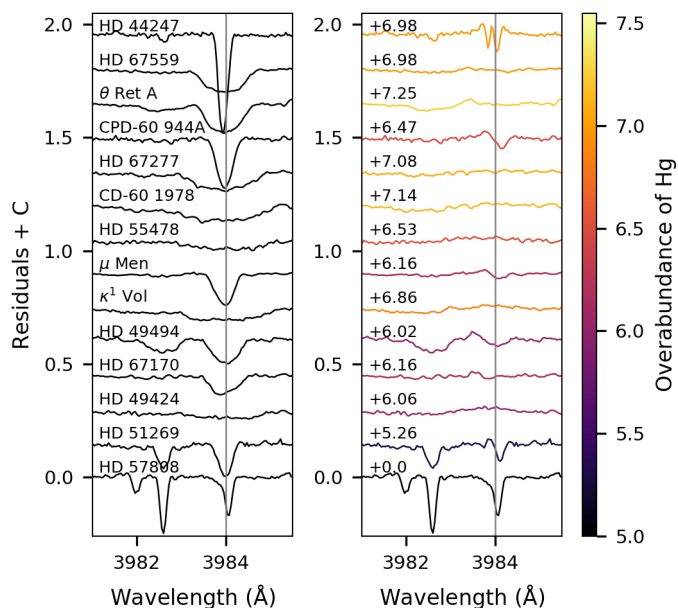 2.0
1.5
1.0
0.5
0.0
Residuals + C
HD 44247
HD 67559
θ Ret A
CPD-60 944A
HD 67277
CD-60 1978
HD 55478
μ Men
κ¹ Vol
HD 49494
HD 67170
HD 49424
HD 51269
HD 57808
3982 3984
Wavelength (Å)
2.0
1.5
1.0
0.5
0.0
+6.98
+6.98
+7.25
+6.47
+7.08
+7.14
+6.53
+6.16
+6.86
+6.02
+6.16
+6.06
+5.26
+0.0
3982 3984
Wavelength (Å)
7.5
7.0
6.5
6.0
5.5
5.0
Overabundance of Hg